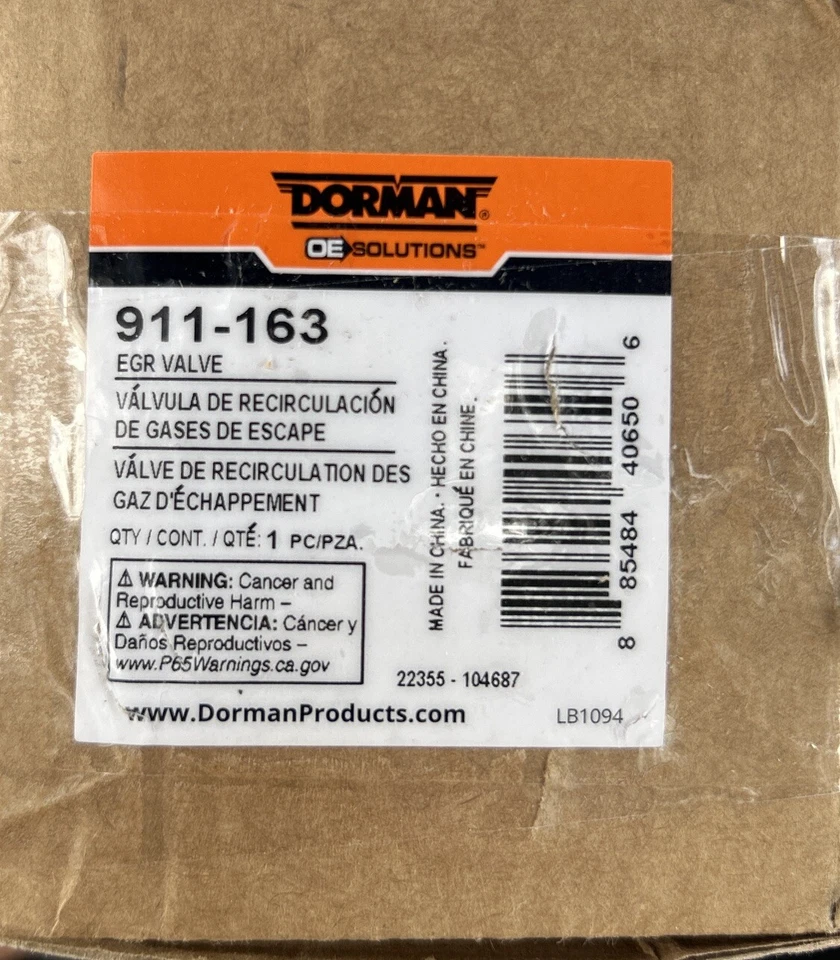 DORMAN®
OE SOLUTIONS™
911-163
EGR VALVE
VÁLVULA DE RECIRCULACIÓN
DE GASES DE ESCAPE
VÁLVE DE RECIRCULATION DES
GAZ D'ÉCHAPPEMENT
QTY / CONT. / QTÉ: 1 PC/PZA.
⚠ WARNING: Cancer and
Reproductive Harm –
⚠ ADVERTENCIA: Cáncer y
Daños Reproductivos –
www.P65Warnings.ca.gov
MADE IN CHINA. · HECHO EN CHINA.
FABRIQUÉ EN CHINE.
8 85484 40650 6
22355 - 104687
www.DormanProducts.com
LB1094